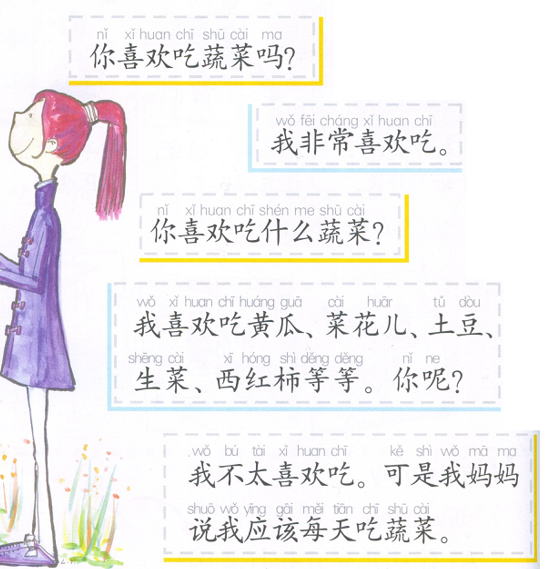 nǐ xǐ huan chī shū cài ma
你喜欢吃蔬菜吗？
wǒ fēi cháng xǐ huan chī
我非常喜欢吃。
nǐ xǐ huan chī shén me shū cài
你喜欢吃什么蔬菜？
wǒ xǐ huan chī huáng guā cài huār tǔ dòu
我喜欢吃黄瓜、菜花儿、土豆、
shēng cài xī hóng shì děng děng nǐ ne
生菜、西红柿等等。你呢？
wǒ bú tài xǐ huan chī kě shì wǒ mā ma
我不太喜欢吃。可是我妈妈
shuō wǒ yīng gāi měi tiān chī shū cài
说我应该每天吃蔬菜。